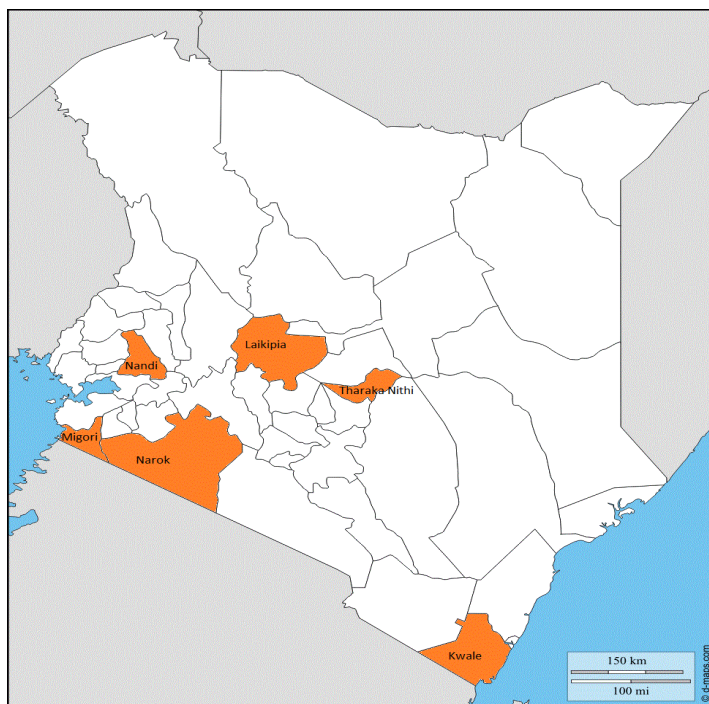 Laikipia
Nandi
Tharaka Nithi
Migori
Narok
Kwale
150 km
100 mi
© d-maps.com